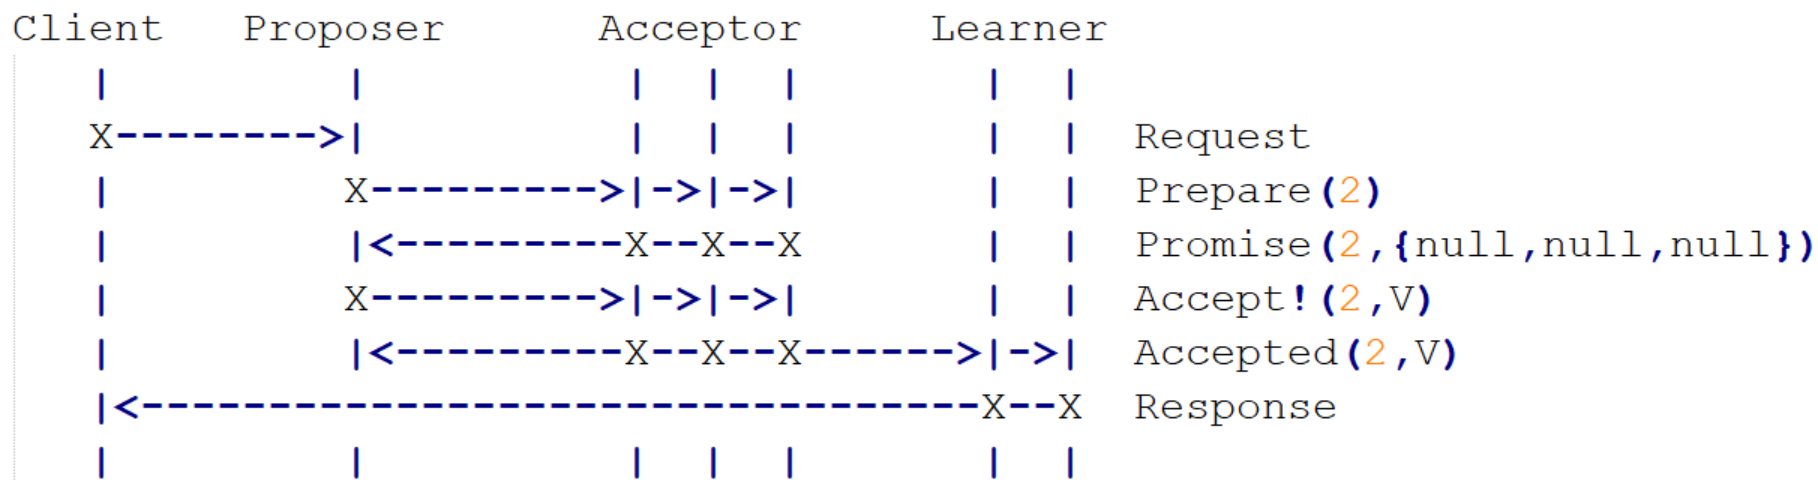 Client Proposer Acceptor Learner
| | | | | | |
X-------->| | | | | | Request
| X--------->|->|->| | | Prepare(2)
| |<---------X--X--X | | Promise(2,{null,null,null})
| X--------->|->|->| | | Accept!(2,V)
| |<---------X--X--X------>|->| Accepted(2,V)
|<---------------------------------X--X Response
| | | | | | |